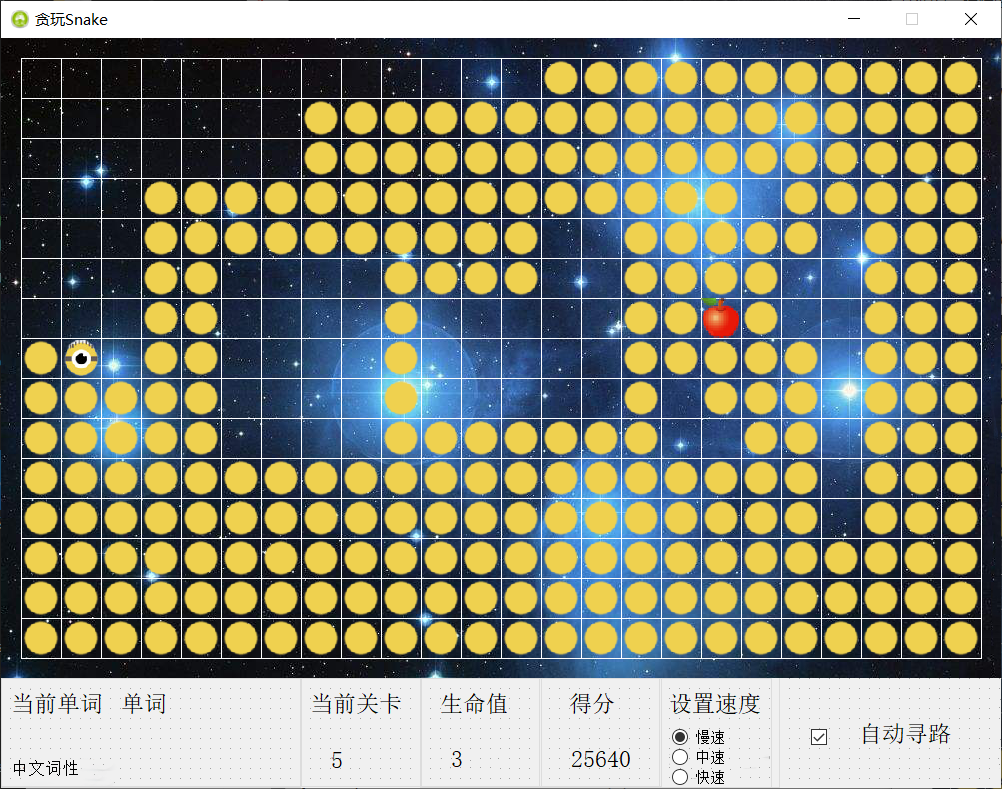 贪玩Snake
当前单词 单词
当前关卡
生命值
得分
设置速度
慢速
中速
快速
自动寻路
5
3
25640
中文词性